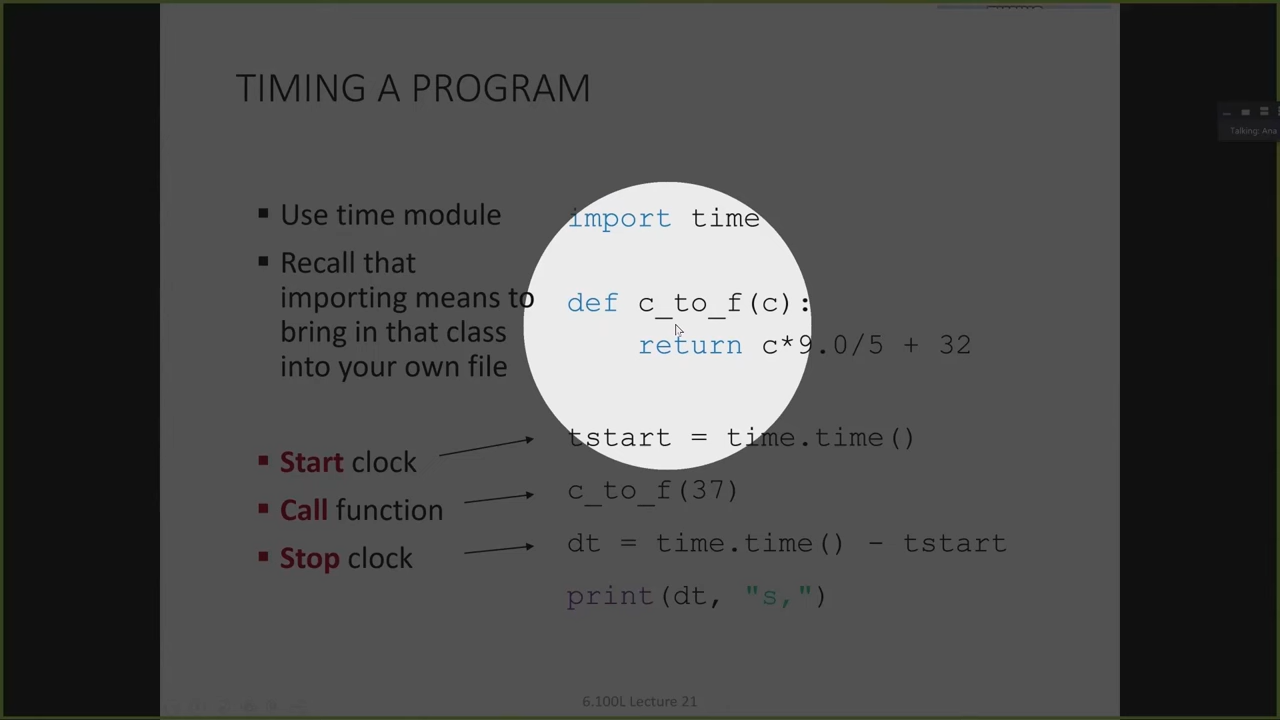 TIMING A PROGRAM
▪ Use time module
▪ Recall that
importing means to
bring in that class
into your own file
▪ Start clock
▪ Call function
▪ Stop clock
import time
def c_to_f(c):
    return c*9.0/5 + 32
tstart = time.time()
c_to_f(37)
dt = time.time() - tstart
print(dt, "s,")
6.100L Lecture 21
Talking: Ana